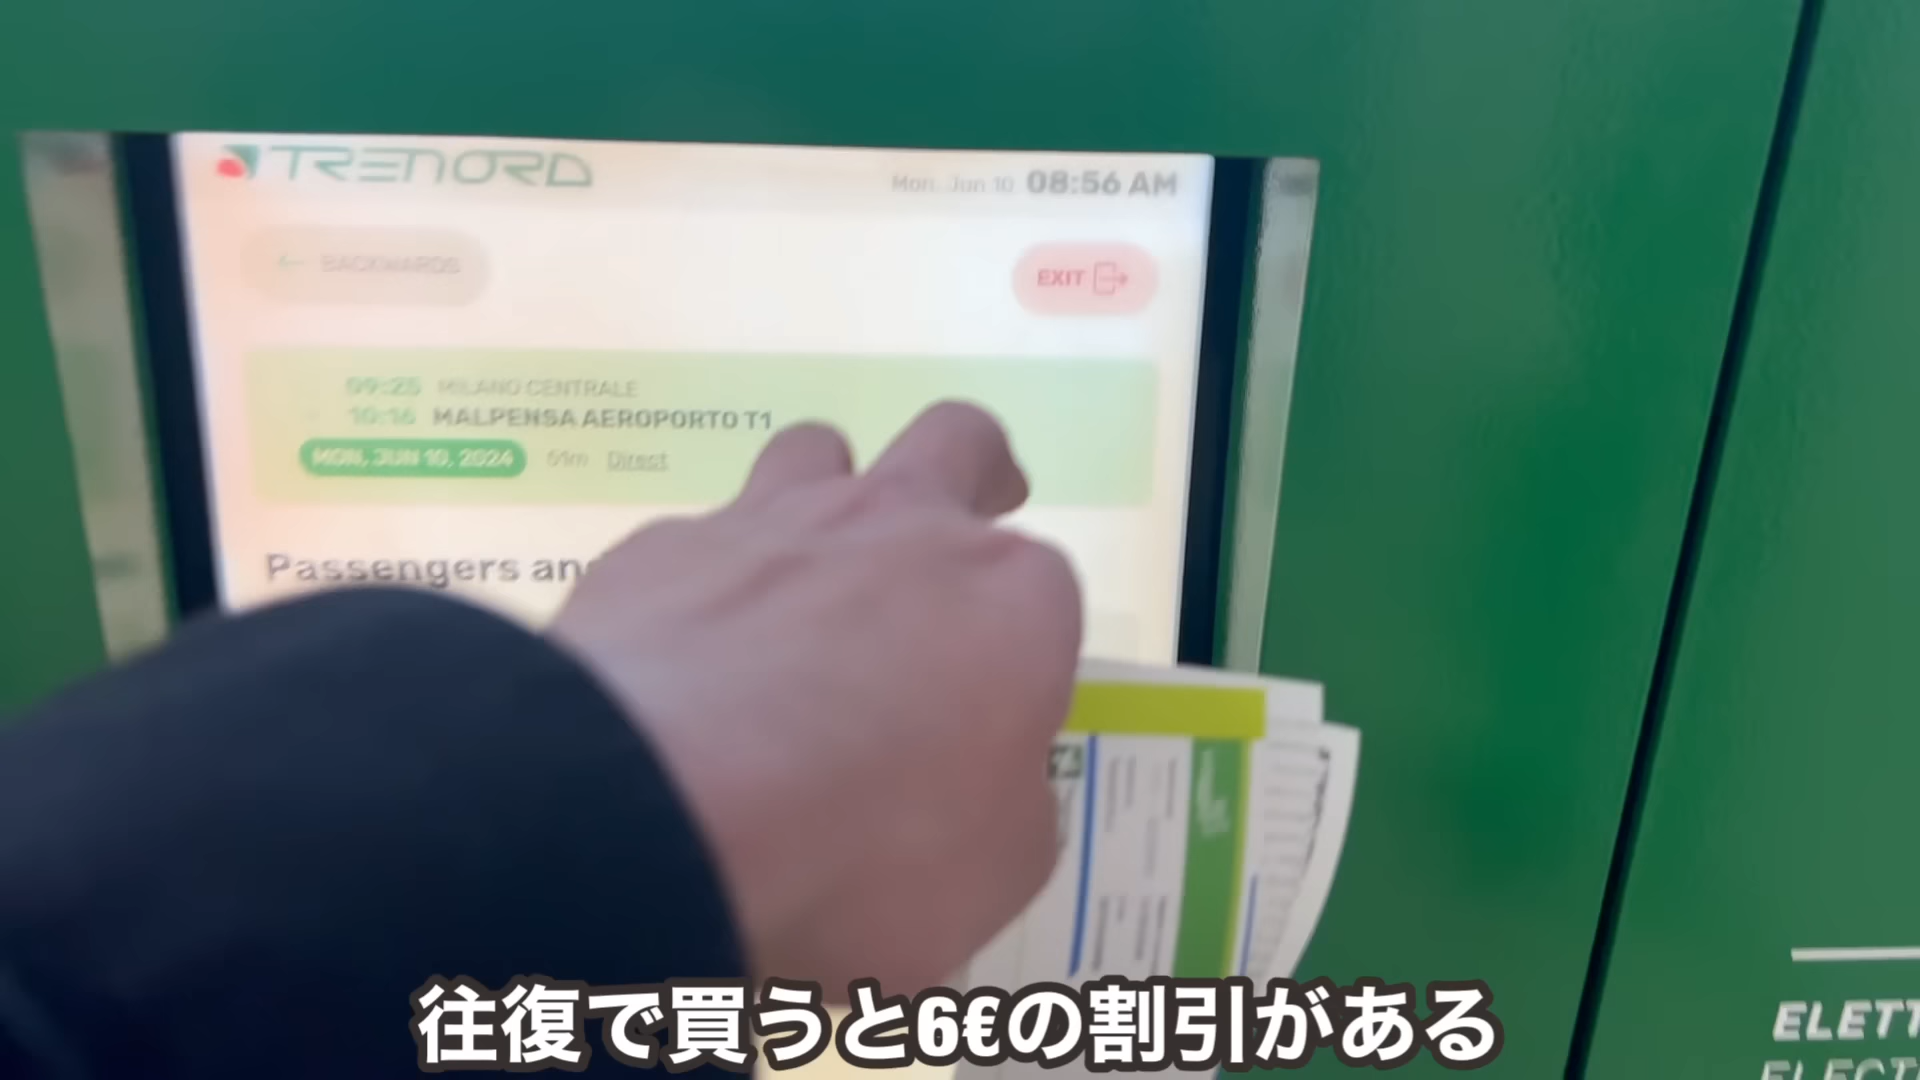 TRENORD
Mon, Jun 10 08:56 AM
← BACKWARDS
EXIT
09:25 MILANO CENTRALE
10:16 MALPENSA AEROPORTO T1
MON, JUN 10, 2024 51m Direct
Passengers an
往復で買うと6€の割引がある
ELETT
ELECT